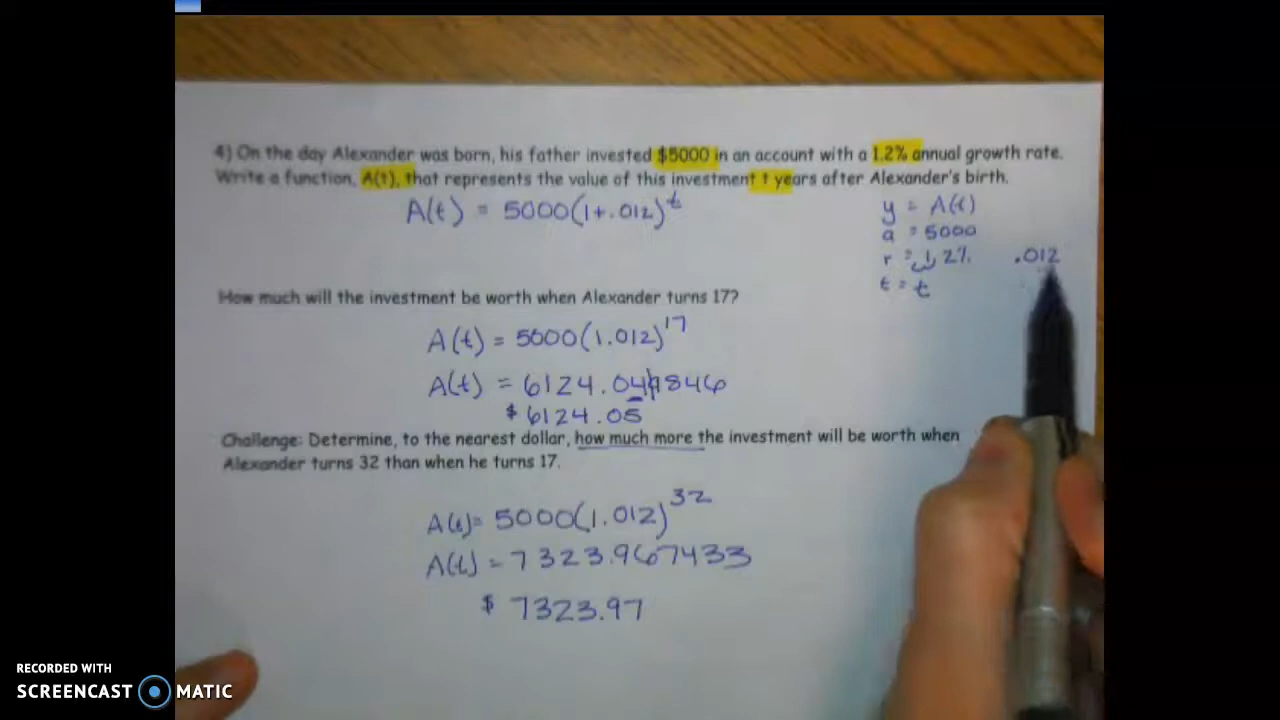 4) On the day Alexander was born, his father invested $5000 in an account with a 1.2% annual growth rate.
Write a function, A(t), that represents the value of this investment t years after Alexander's birth.
A(t) = 5000(1+.012)^t
y = A(t)
a = 5000
r = 1.2% .012
t = t
How much will the investment be worth when Alexander turns 17?
A(t) = 5000(1.012)^17
A(t) = 6124.049846
$6124.05
Challenge: Determine, to the nearest dollar, how much more the investment will be worth when
Alexander turns 32 than when he turns 17.
A(t)= 5000(1.012)^32
A(t) = 7323.967433
$ 7323.97
RECORDED WITH
SCREENCAST MATIC